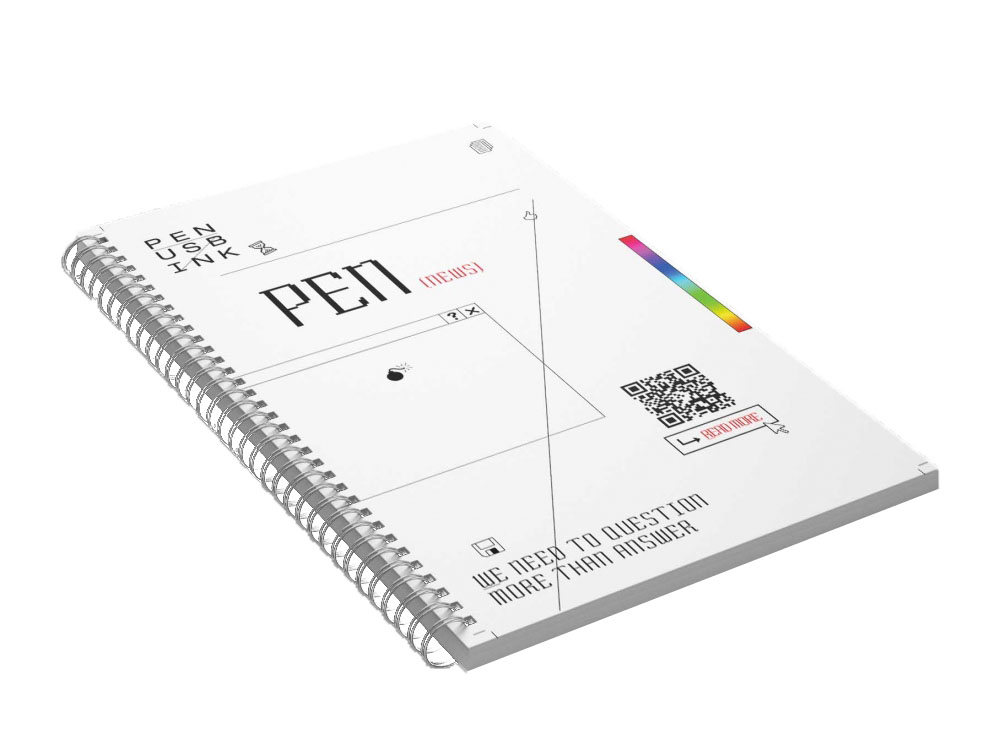 PEN
USB
INK
PEN (NEWS)
? X
READ MORE
WE NEED TO QUESTION
MORE THAN ANSWER